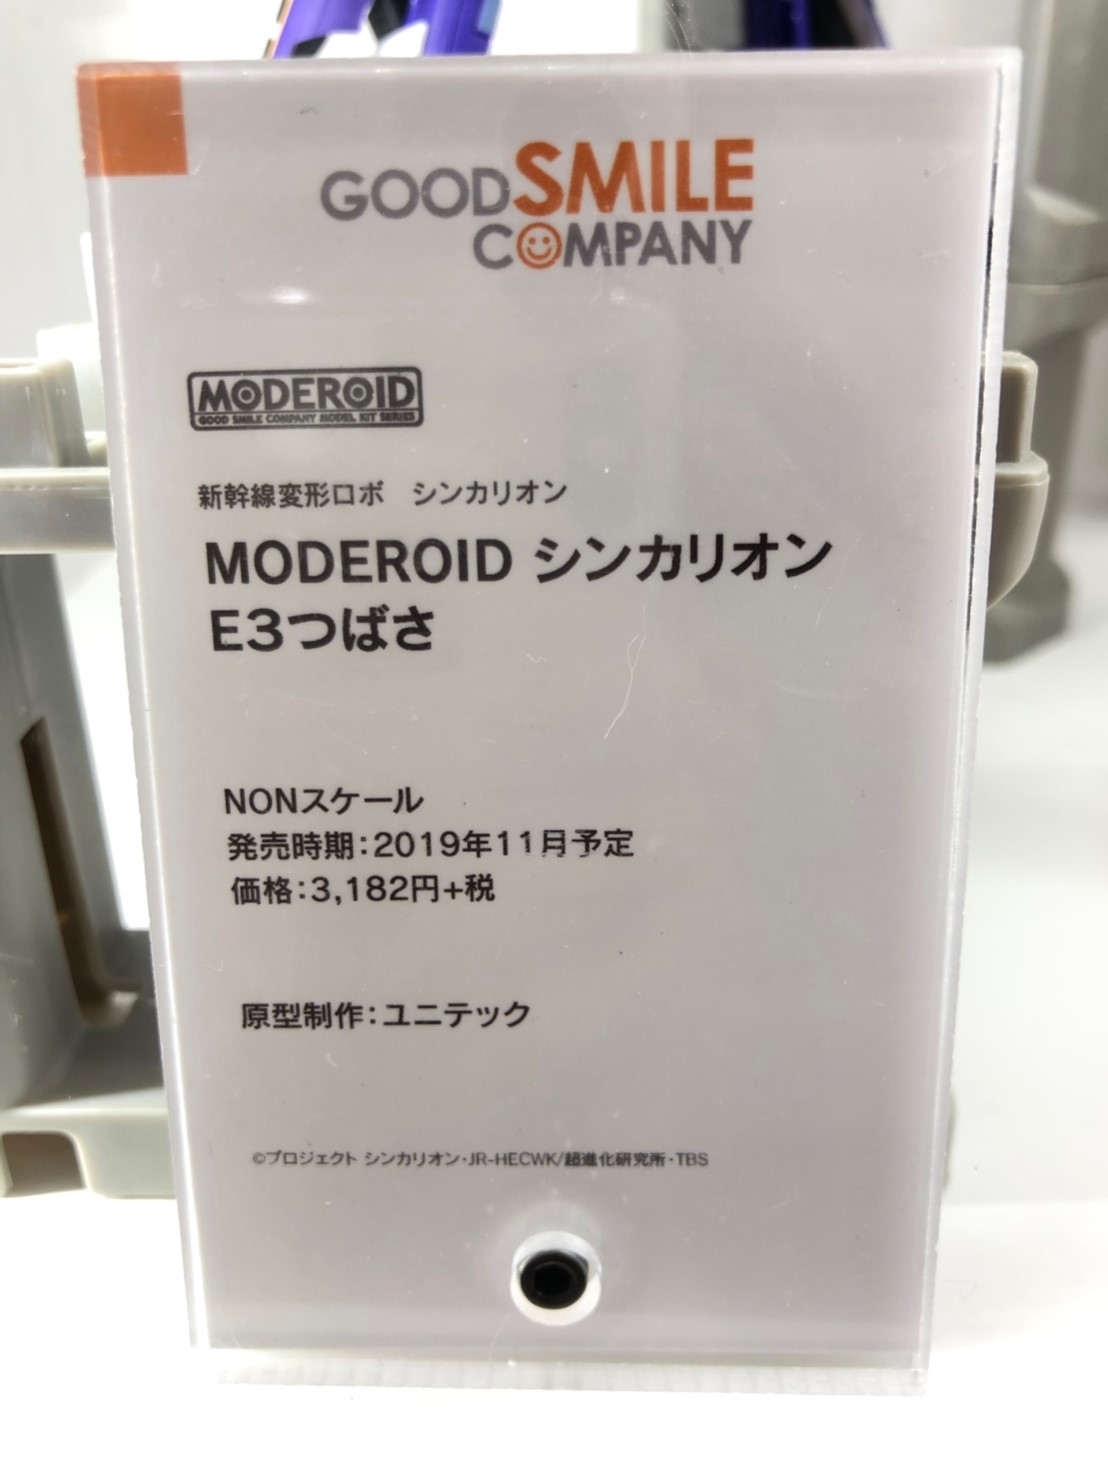 GOODSMILE
COMPANY
MODEROID
GOOD SMILE COMPANY MODEL KIT SERIES
新幹線変形ロボ　シンカリオン
MODEROID シンカリオン
E3つばさ
NONスケール
発売時期：2019年11月予定
価格：3,182円+税
原型制作：ユニテック
©プロジェクト シンカリオン・JR-HECWK/超進化研究所・TBS